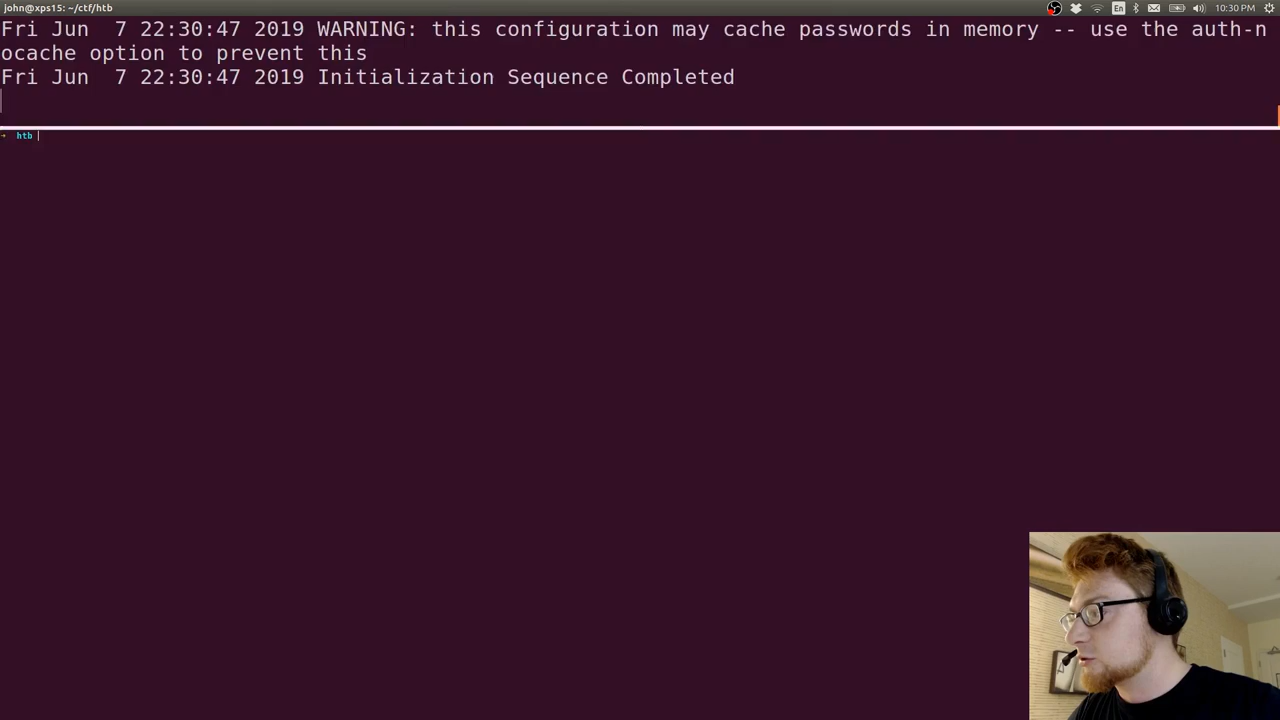 john@xps15: ~/ctf/htb
En
10:30 PM
Fri Jun  7 22:30:47 2019 WARNING: this configuration may cache passwords in memory -- use the auth-n
ocache option to prevent this
Fri Jun  7 22:30:47 2019 Initialization Sequence Completed
→ htb